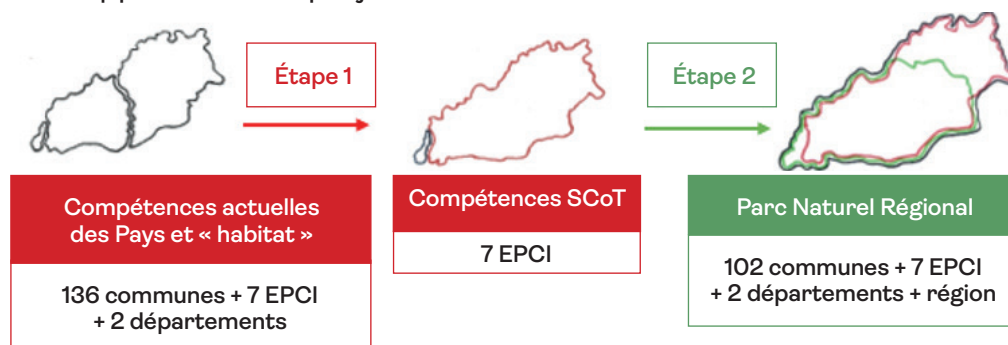 Étape 1
Étape 2
Compétences actuelles
des Pays et « habitat »
136 communes + 7 EPCI
+ 2 départements
Compétences SCoT
7 EPCI
Parc Naturel Régional
102 communes + 7 EPCI
+ 2 départements + région